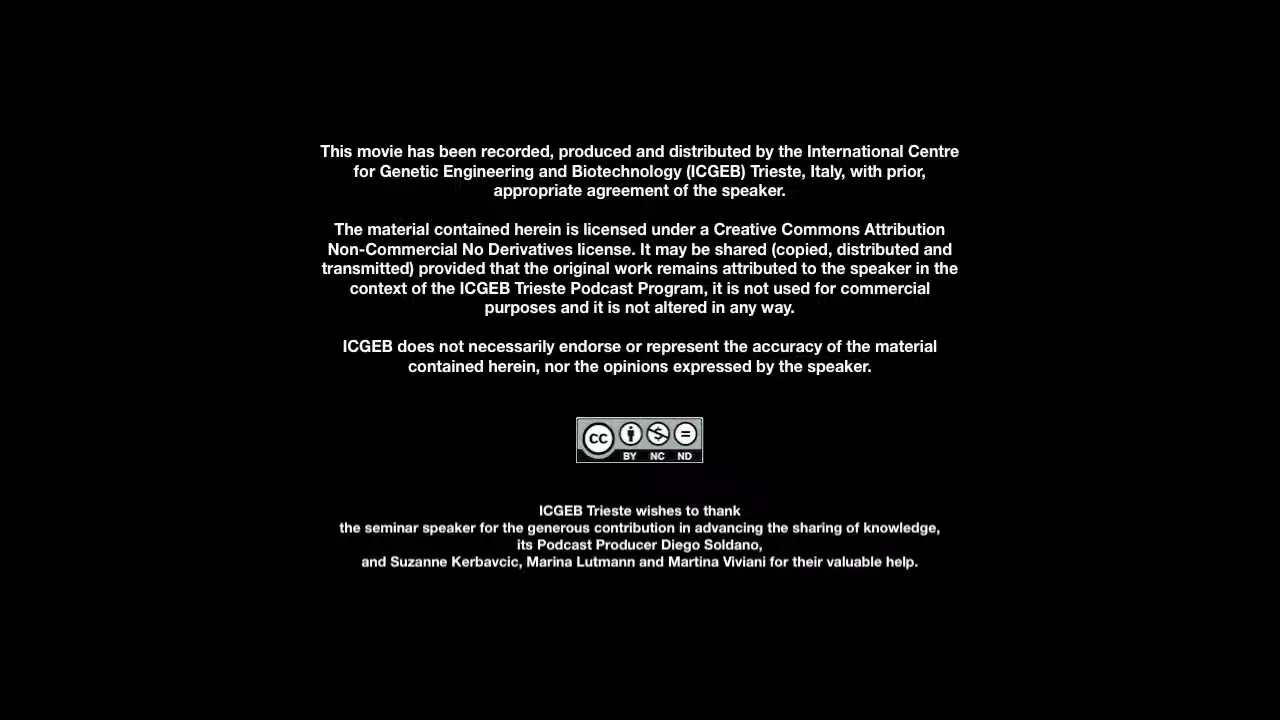 This movie has been recorded, produced and distributed by the International Centre
for Genetic Engineering and Biotechnology (ICGEB) Trieste, Italy, with prior,
appropriate agreement of the speaker.
The material contained herein is licensed under a Creative Commons Attribution
Non-Commercial No Derivatives license. It may be shared (copied, distributed and
transmitted) provided that the original work remains attributed to the speaker in the
context of the ICGEB Trieste Podcast Program, it is not used for commercial
purposes and it is not altered in any way.
ICGEB does not necessarily endorse or represent the accuracy of the material
contained herein, nor the opinions expressed by the speaker.
cc
BY NC ND
ICGEB Trieste wishes to thank
the seminar speaker for the generous contribution in advancing the sharing of knowledge,
its Podcast Producer Diego Soldano,
and Suzanne Kerbavcic, Marina Lutmann and Martina Viviani for their valuable help.